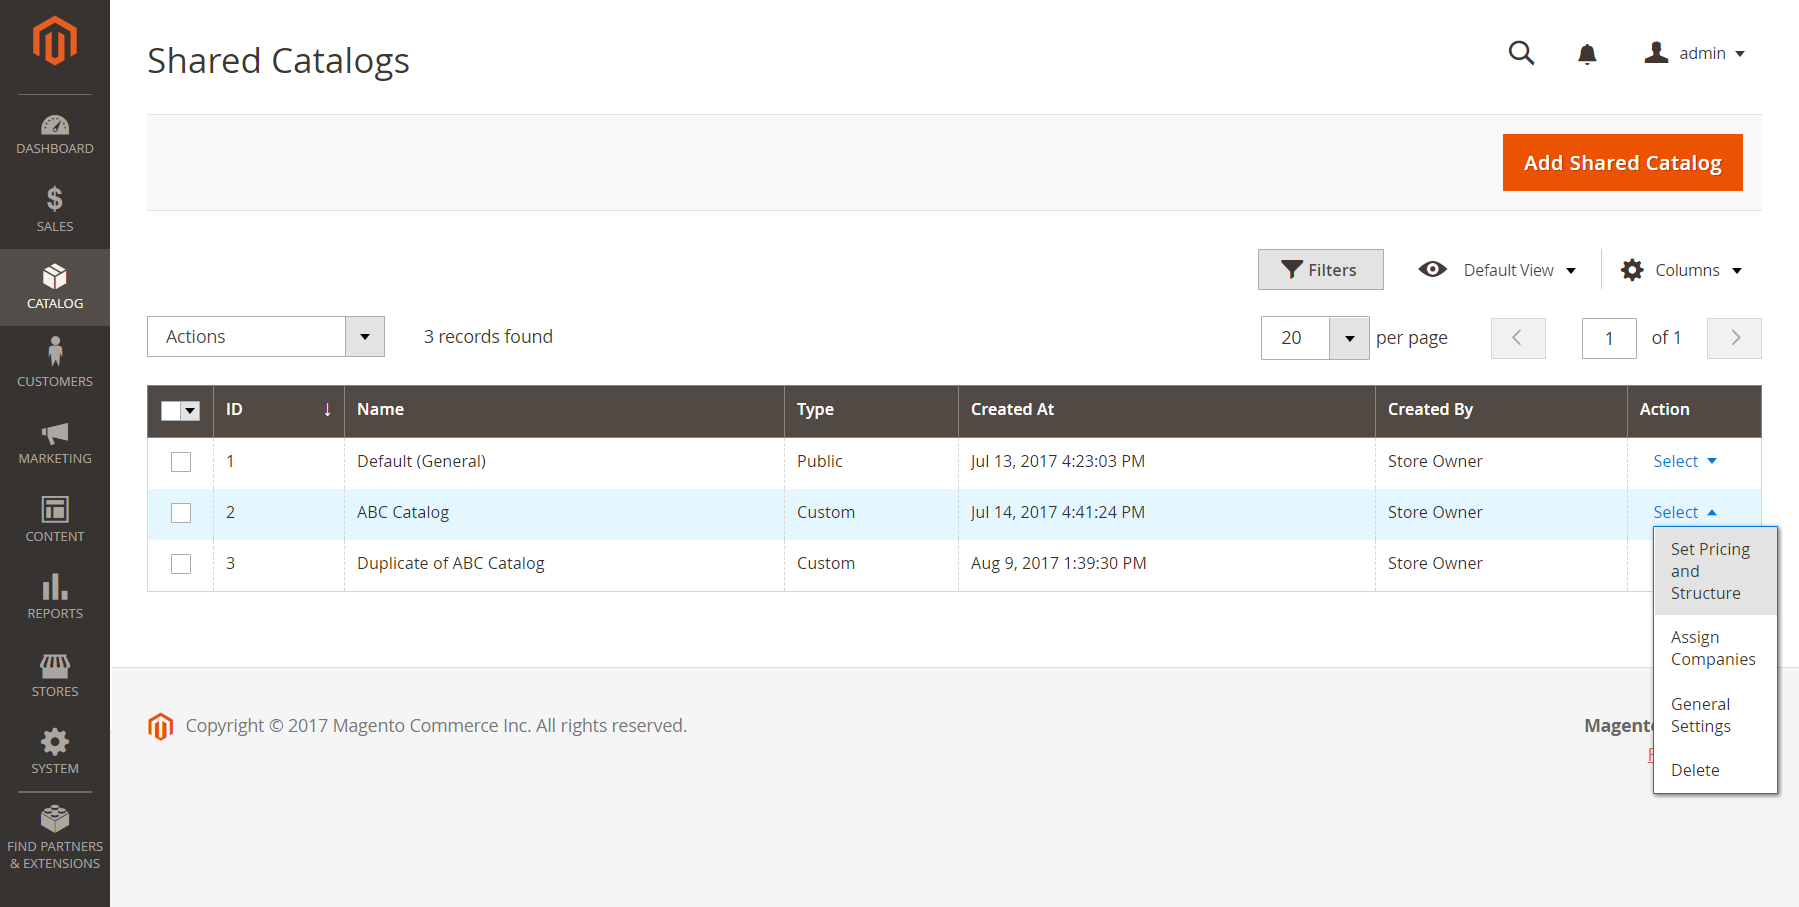 Shared Catalogs
admin
DASHBOARD
SALES
CATALOG
CUSTOMERS
MARKETING
CONTENT
REPORTS
STORES
SYSTEM
FIND PARTNERS
& EXTENSIONS
Add Shared Catalog
Filters
Default View
Columns
Actions
3 records found
20 per page
1 of 1
ID ↓ Name Type Created At Created By Action
1 Default (General) Public Jul 13, 2017 4:23:03 PM Store Owner Select
2 ABC Catalog Custom Jul 14, 2017 4:41:24 PM Store Owner Select
3 Duplicate of ABC Catalog Custom Aug 9, 2017 1:39:30 PM Store Owner
Set Pricing
and
Structure
Assign
Companies
General
Settings
Delete
Copyright © 2017 Magento Commerce Inc. All rights reserved.